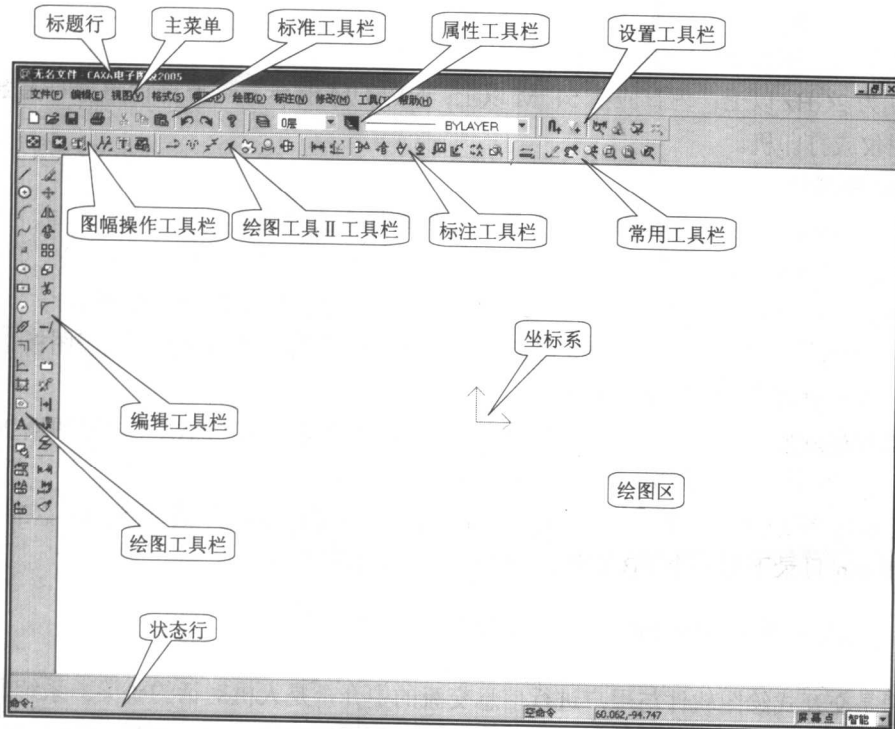 标题行
主菜单
标准工具栏
属性工具栏
设置工具栏
无名文件 - CAXA电子图板2005
文件(F) 编辑(E) 视图(V) 格式(S) 绘图(D) 标注(N) 修改(M) 工具(T) 帮助(H)
0层
BYLAYER
图幅操作工具栏
绘图工具Ⅱ工具栏
标注工具栏
常用工具栏
坐标系
编辑工具栏
绘图区
绘图工具栏
状态行
命令:
空命令
60.062,-94.747
屏幕点
智能